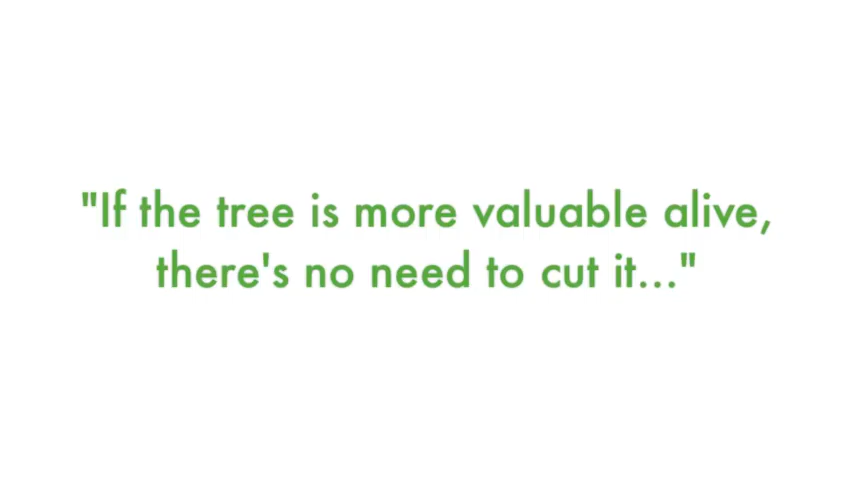 "If the tree is more valuable alive,
there's no need to cut it..."